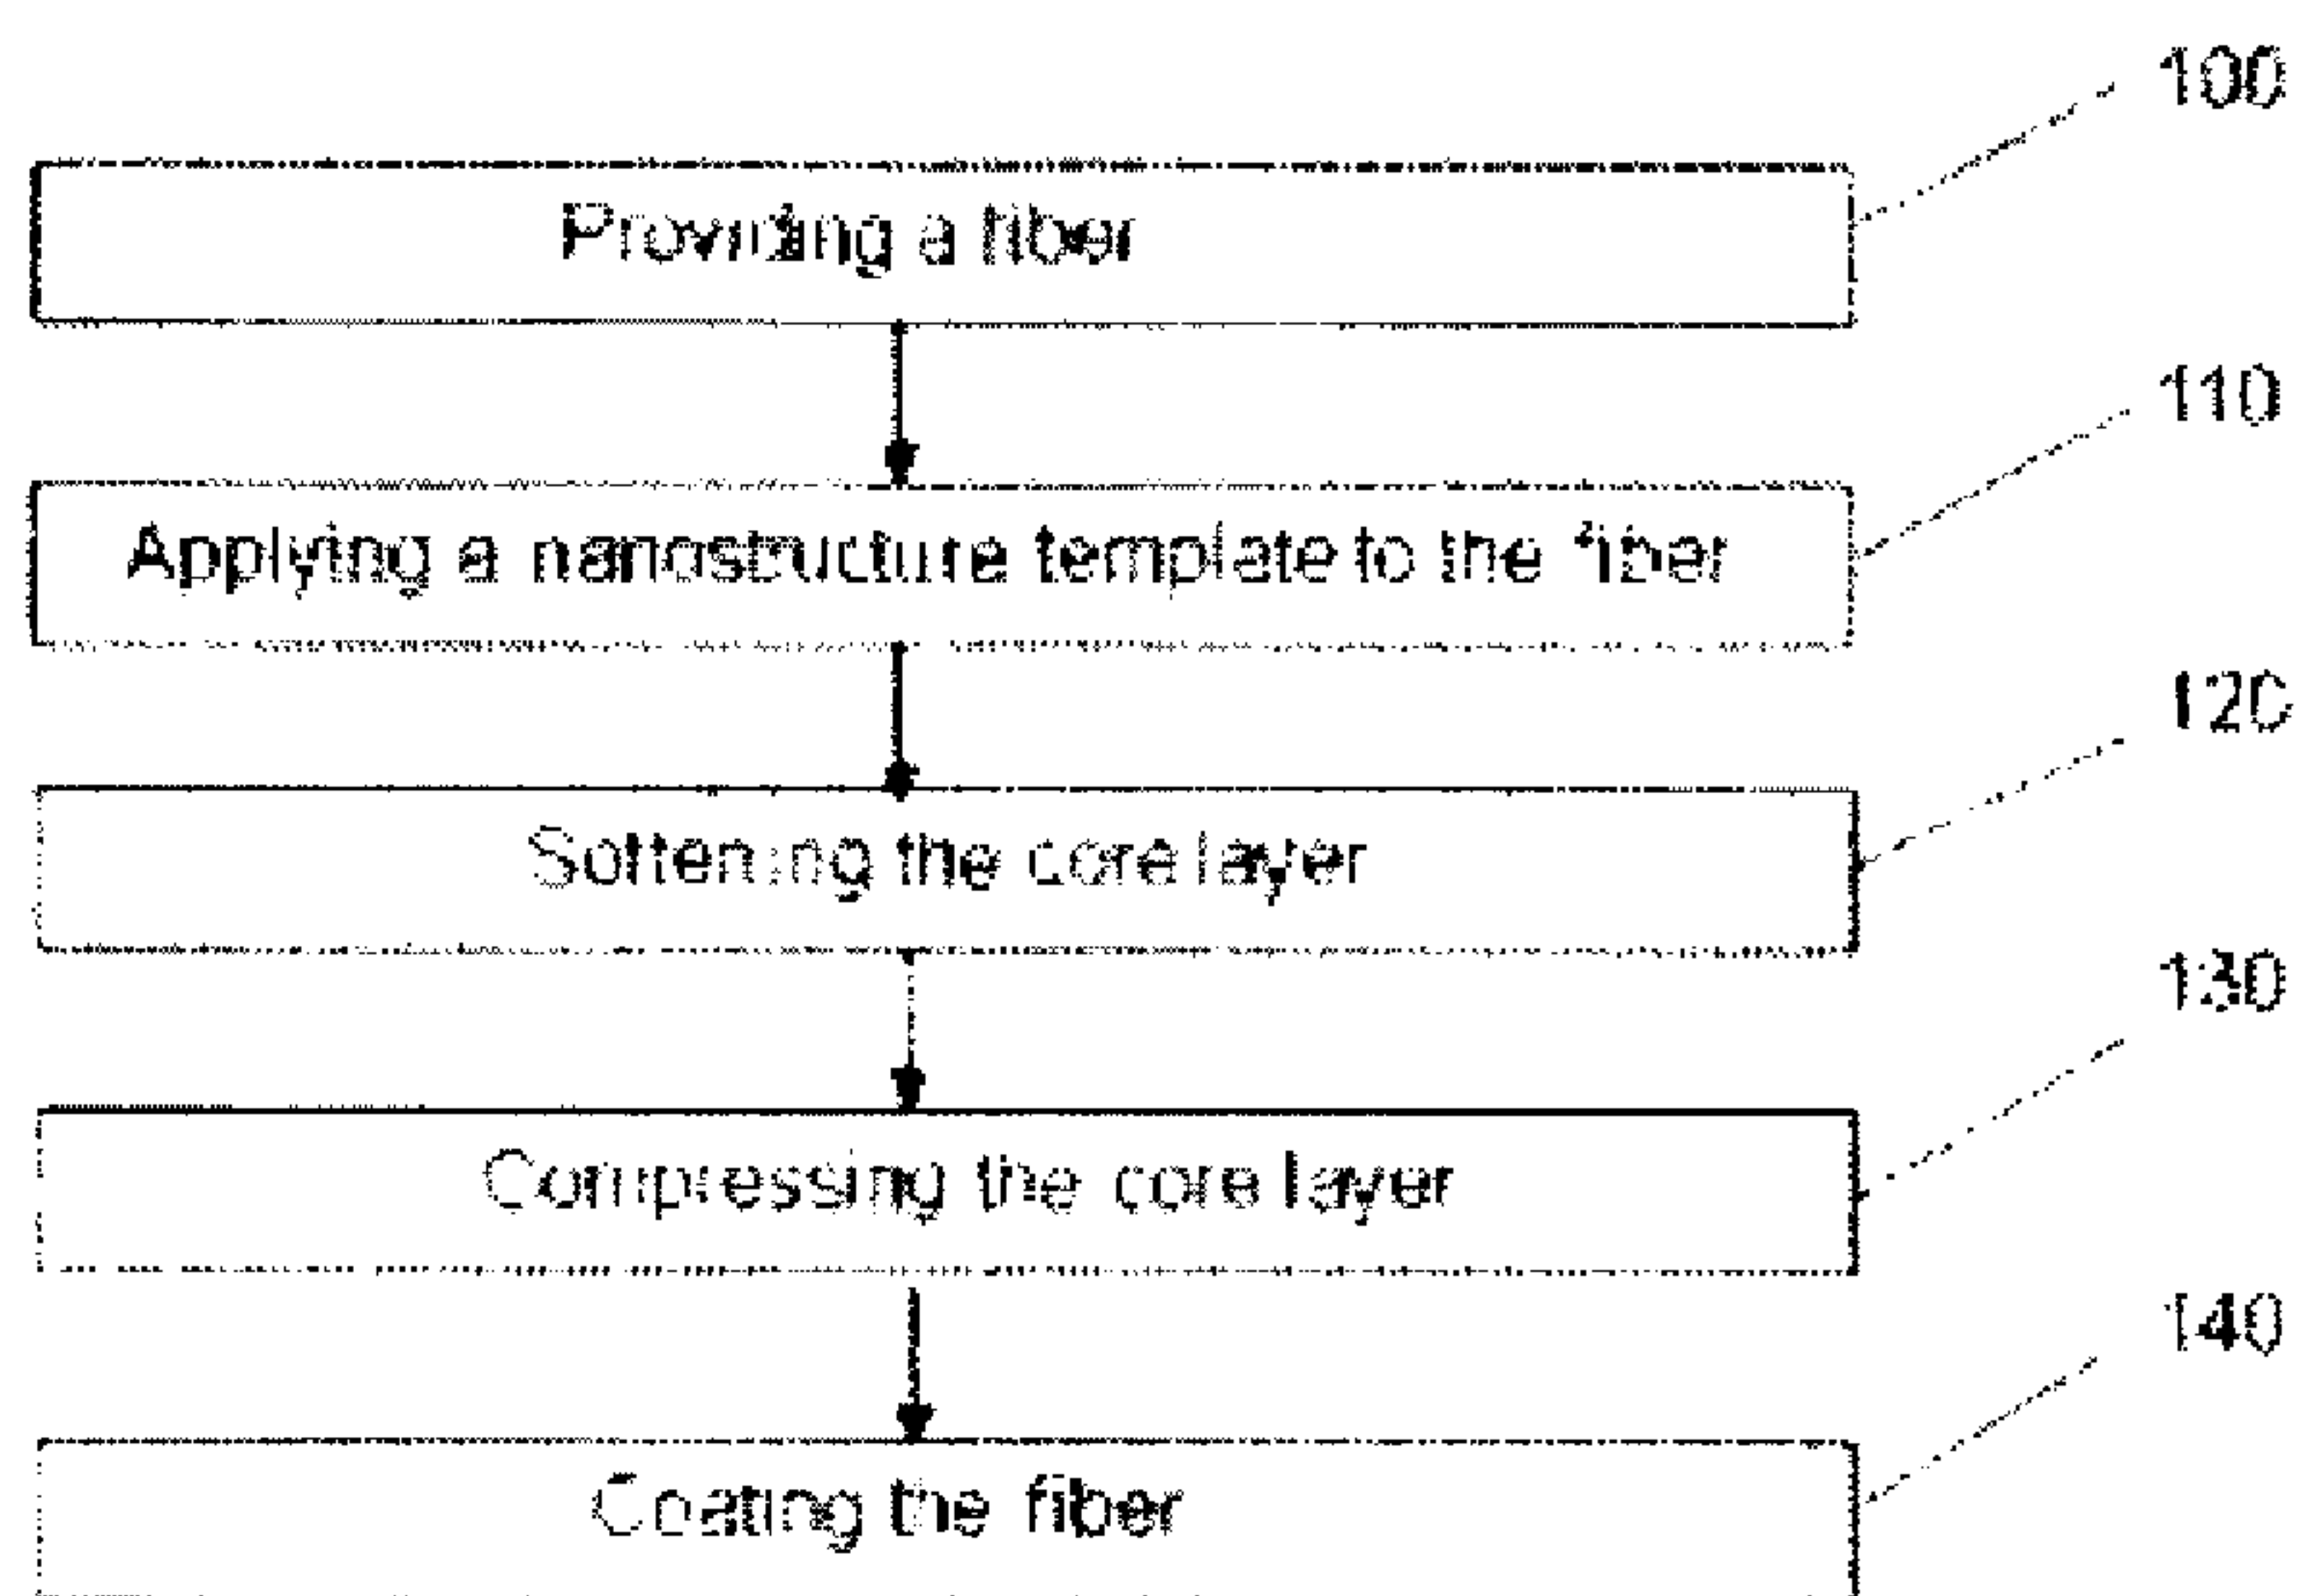 100
Providing a fiber
110
Applying a nanostructure template to the fiber
120
Softening the core layer
130
Compressing the core layer
140
Coating the fiber